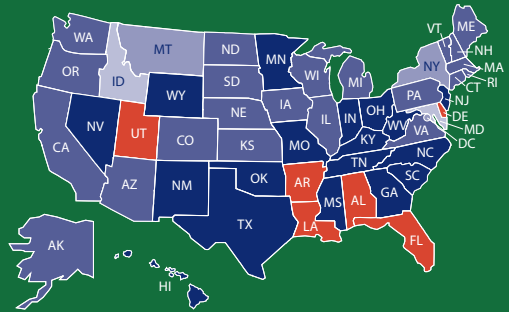 WA
MT
ND
MN
VT
ME
OR
ID
SD
WI
MI
NY
NH
MA
RI
CT
WY
NE
IA
PA
NJ
NV
UT
CO
IL
IN
OH
DE
MD
DC
CA
KS
MO
KY
WV
VA
AZ
NM
OK
AR
TN
NC
SC
TX
LA
MS
AL
GA
FL
AK
HI